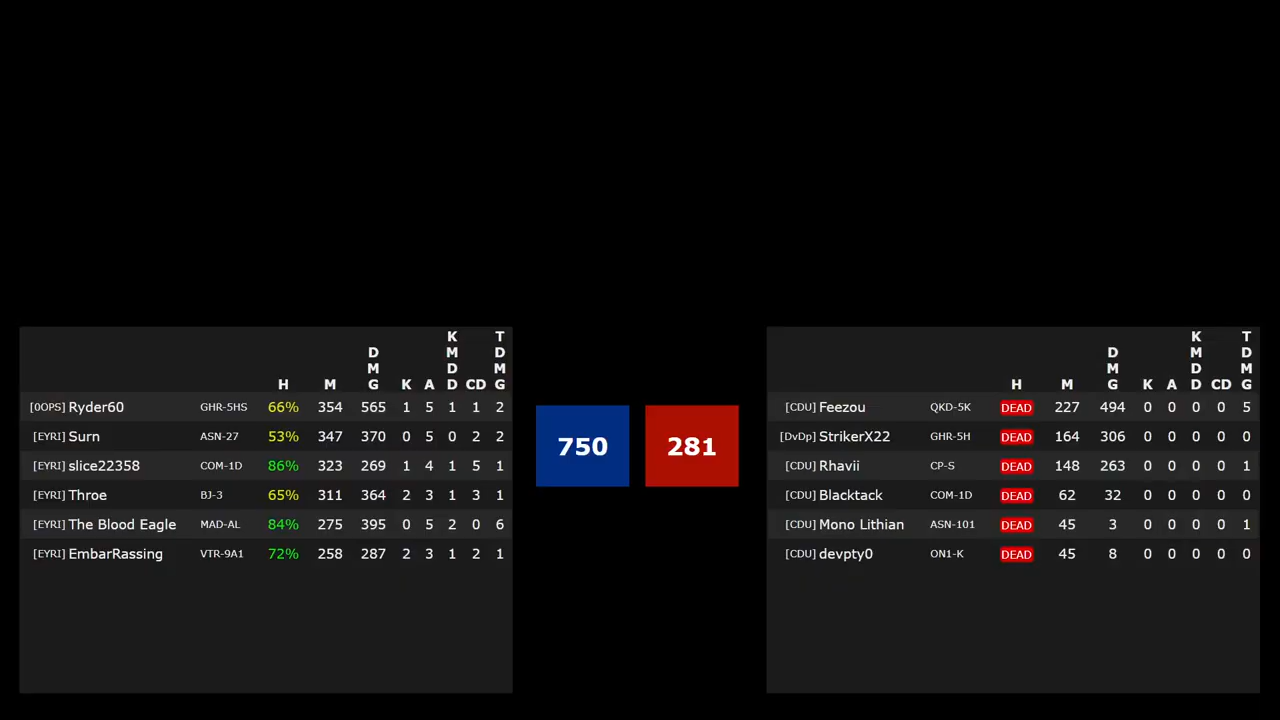 H M DMG K A KMDD CD TDMG
[0OPS] Ryder60 GHR-5HS 66% 354 565 1 5 1 1 2
[EYRI] Surn ASN-27 53% 347 370 0 5 0 2 2
[EYRI] slice22358 COM-1D 86% 323 269 1 4 1 5 1
[EYRI] Throe BJ-3 65% 311 364 2 3 1 3 1
[EYRI] The Blood Eagle MAD-AL 84% 275 395 0 5 2 0 6
[EYRI] EmbarRassing VTR-9A1 72% 258 287 2 3 1 2 1
750
281
H M DMG K A KMDD CD TDMG
[CDU] Feezou QKD-5K DEAD 227 494 0 0 0 0 5
[DvDp] StrikerX22 GHR-5H DEAD 164 306 0 0 0 0 0
[CDU] Rhavii CP-S DEAD 148 263 0 0 0 0 1
[CDU] Blacktack COM-1D DEAD 62 32 0 0 0 0 0
[CDU] Mono Lithian ASN-101 DEAD 45 3 0 0 0 0 1
[CDU] devpty0 ON1-K DEAD 45 8 0 0 0 0 0